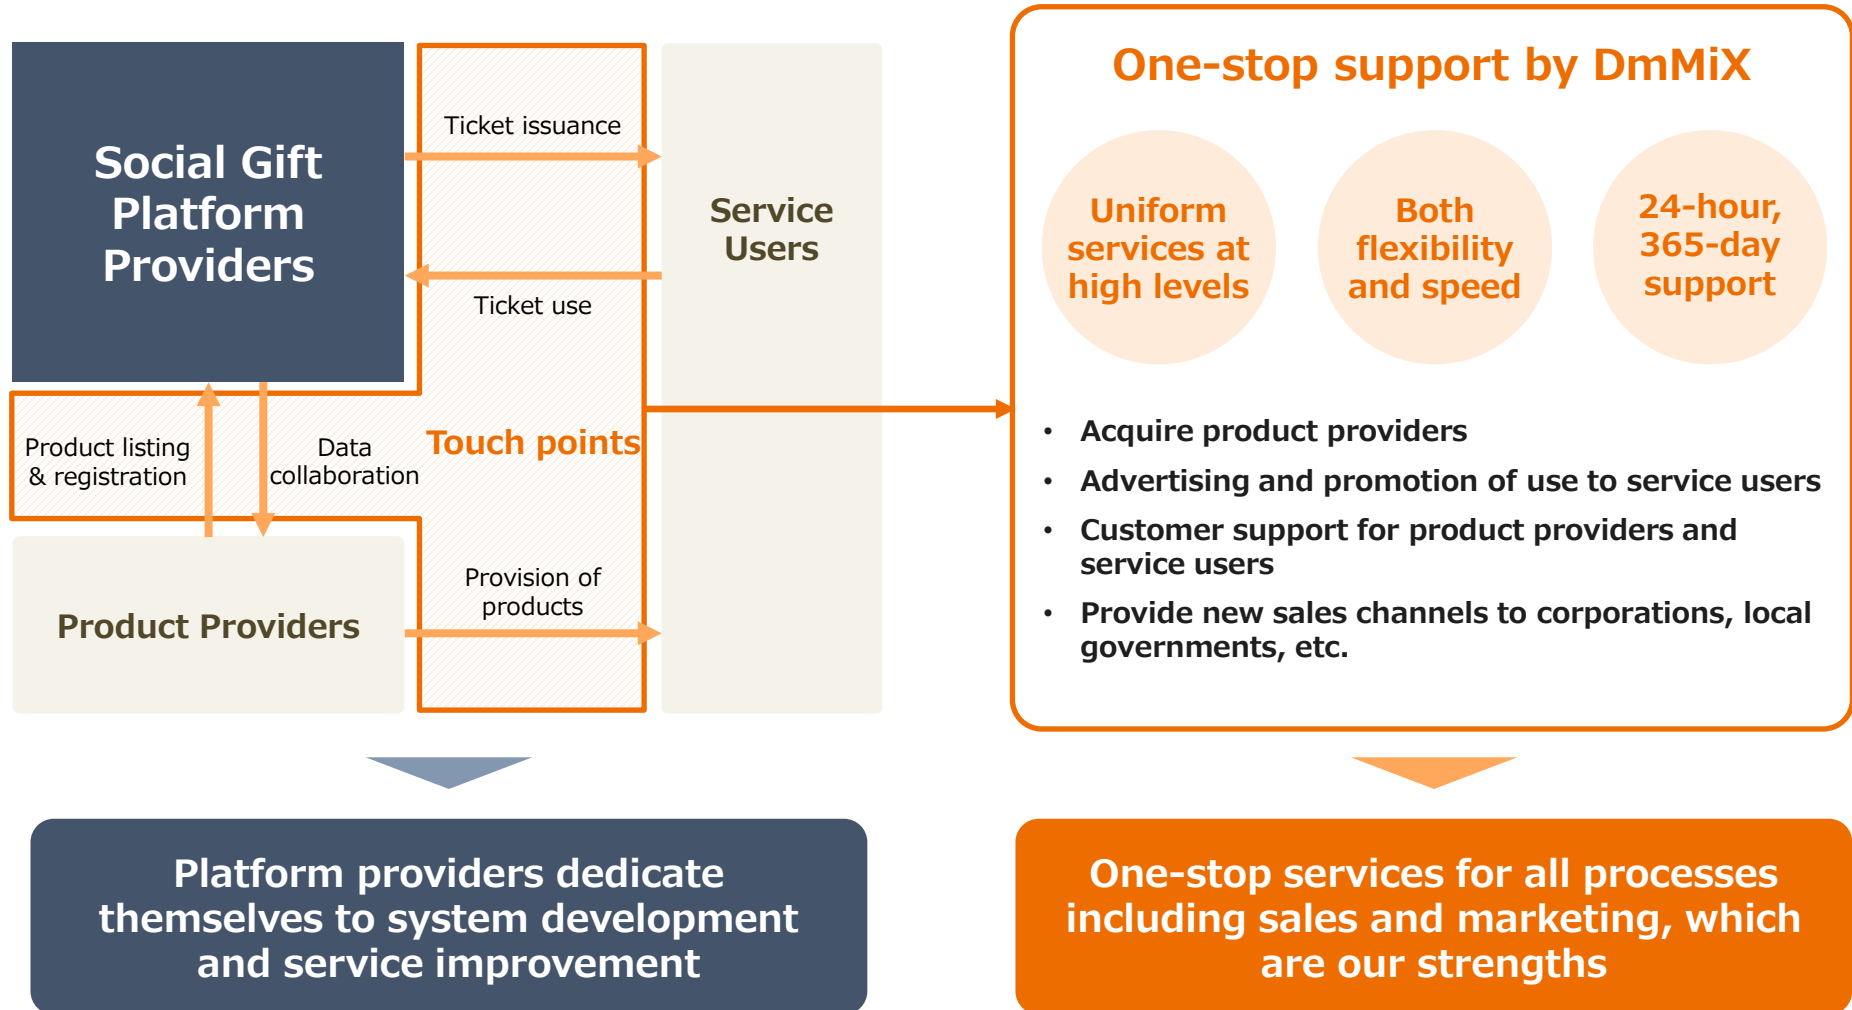 Social Gift
Platform
Providers
Ticket issuance
Ticket use
Service
Users
Product listing
& registration
Data
collaboration
Touch points
Product Providers
Provision of
products
Platform providers dedicate
themselves to system development
and service improvement
One-stop support by DmMiX
Uniform
services at
high levels
Both
flexibility
and speed
24-hour,
365-day
support
• Acquire product providers
• Advertising and promotion of use to service users
• Customer support for product providers and
service users
• Provide new sales channels to corporations, local
governments, etc.
One-stop services for all processes
including sales and marketing, which
are our strengths